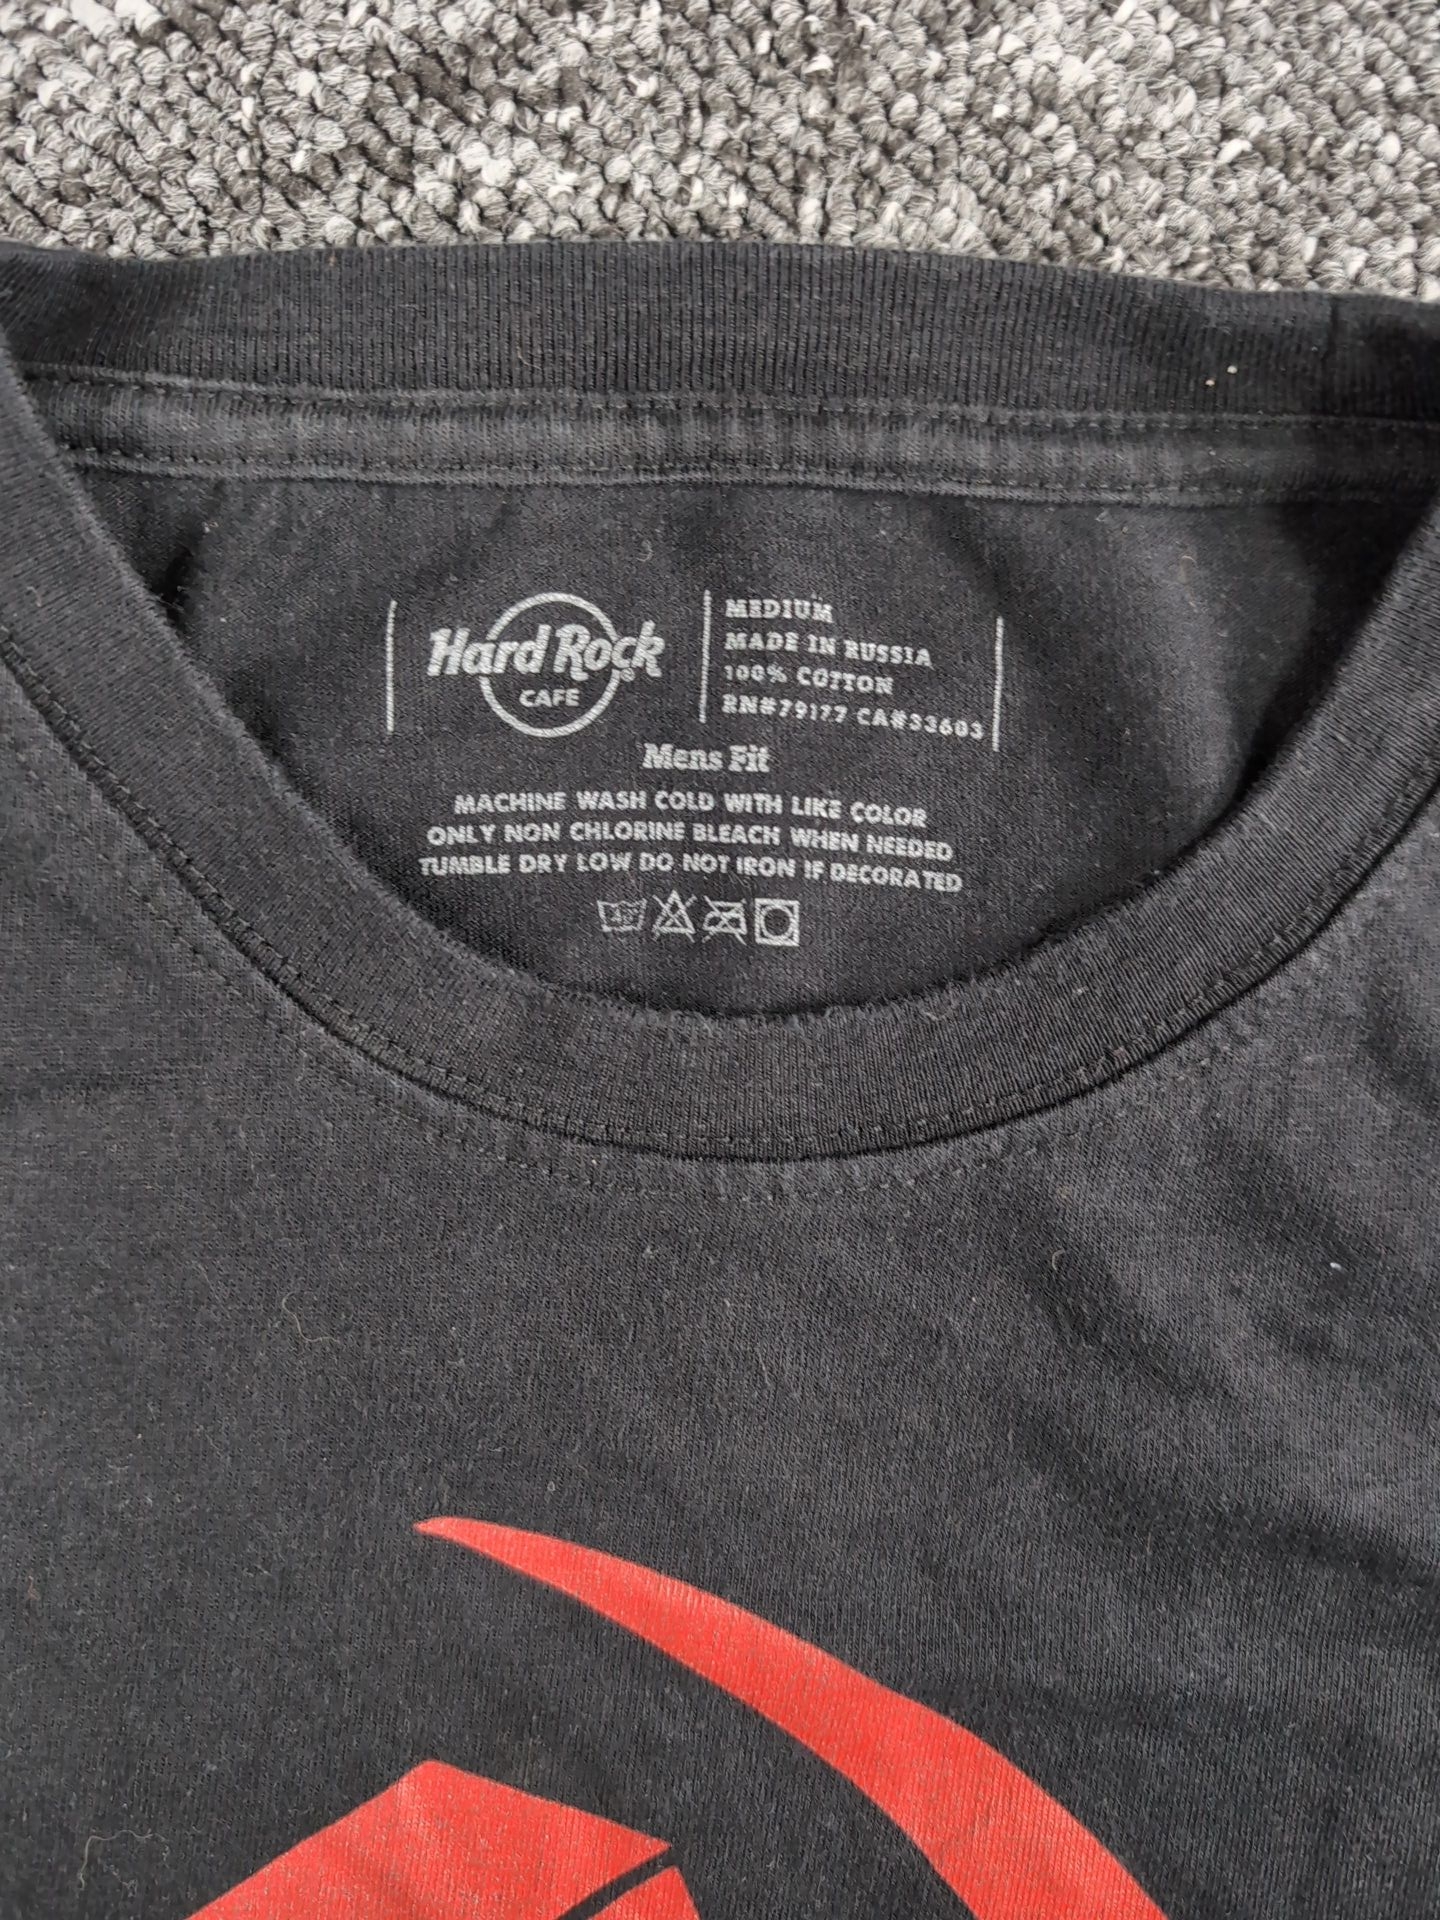 Hard Rock
CAFE
MEDIUM
MADE IN RUSSIA
100% COTTON
RN#79177 CA#33603
Mens Fit
MACHINE WASH COLD WITH LIKE COLOR
ONLY NON CHLORINE BLEACH WHEN NEEDED
TUMBLE DRY LOW DO NOT IRON IF DECORATED